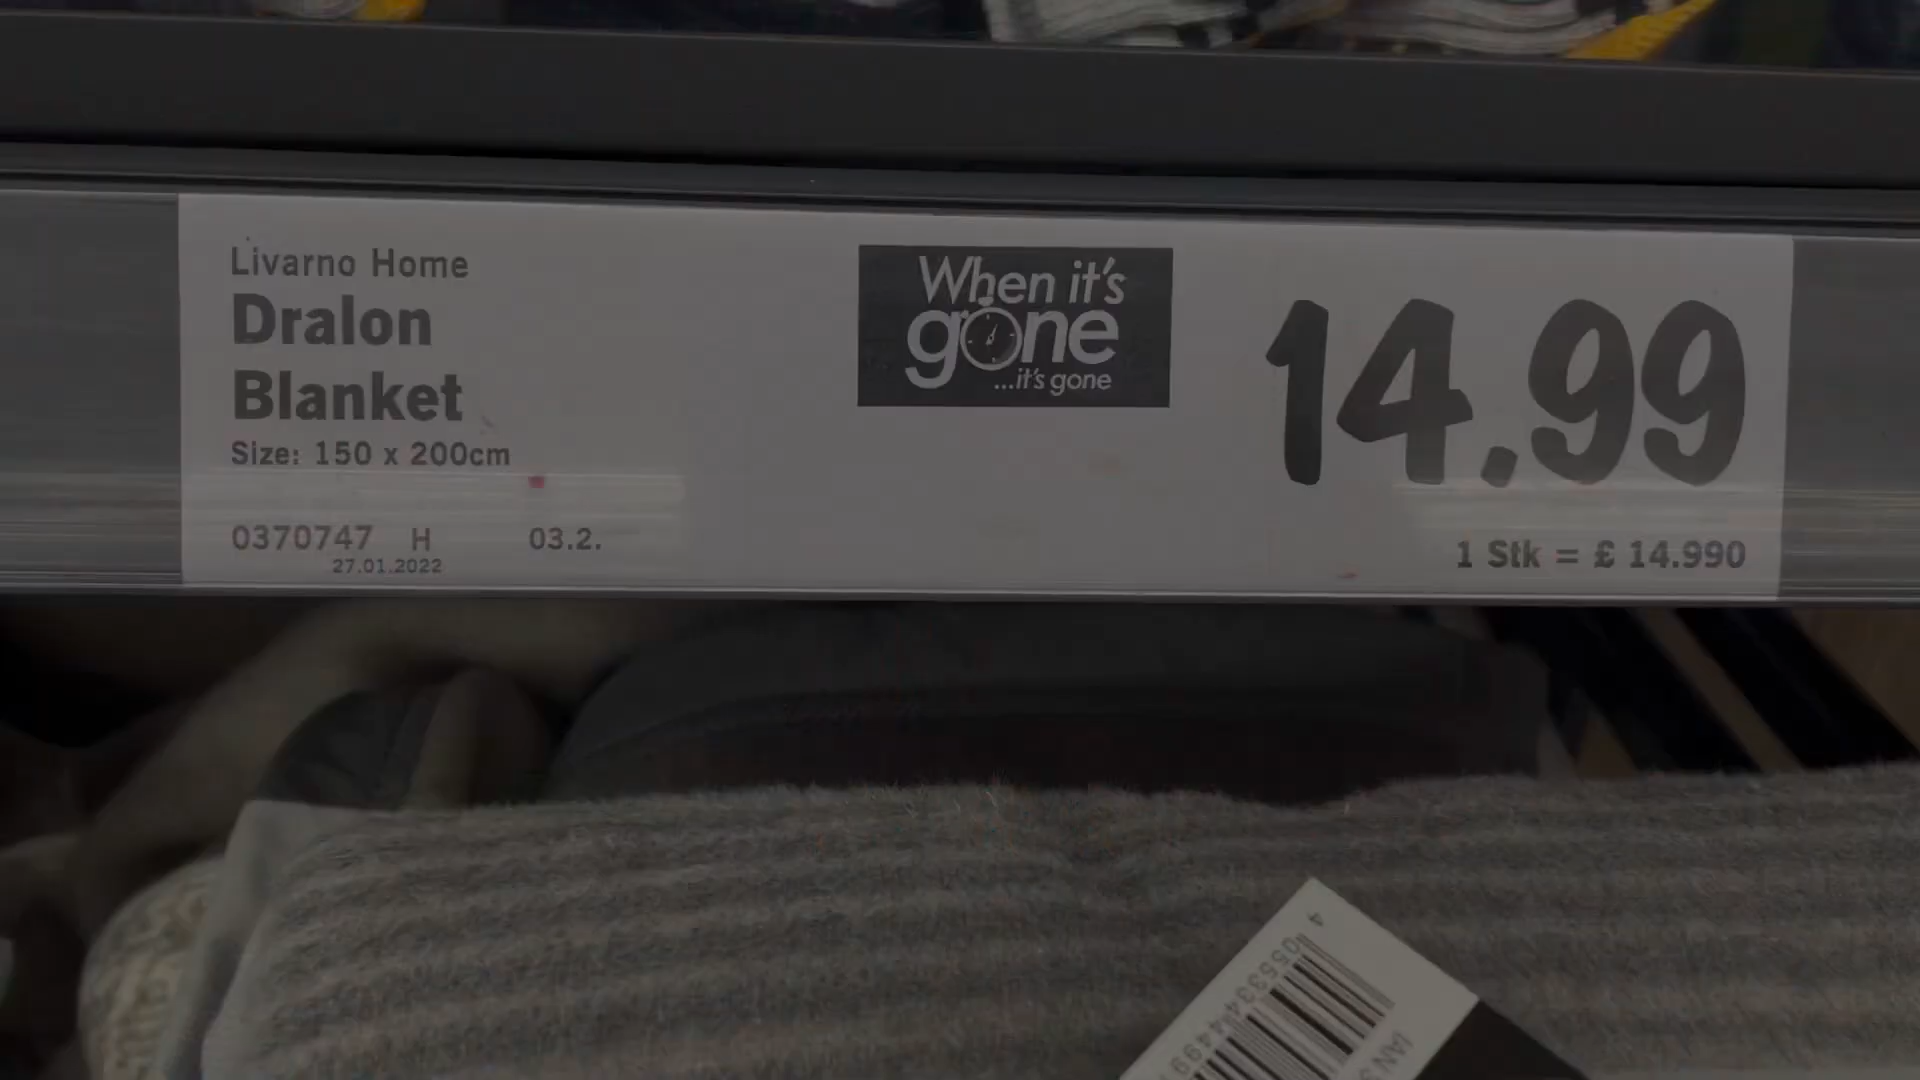 Livarno Home
Dralon
Blanket
Size: 150 x 200cm
0370747 H 03.2.
27.01.2022
When it's
gone
...it's gone
14.99
1 Stk = £ 14.990